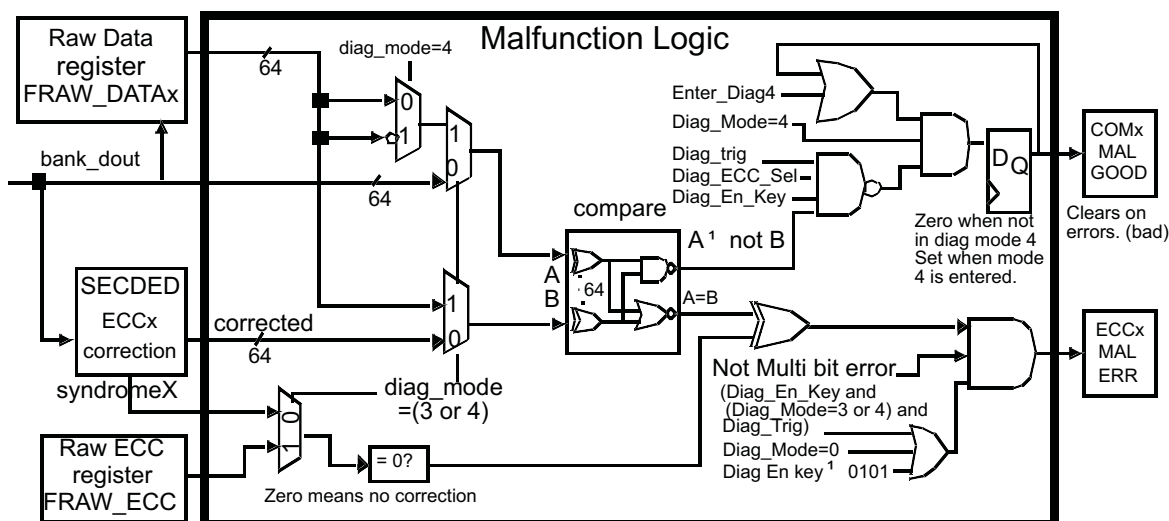 Malfunction Logic
Raw Data
register
FRAW_DATAx
64
bank_dout
64
diag_mode=4
0
1
1
0
SECDED
ECCx
correction
corrected
64
syndromeX
1
0
diag_mode
=(3 or 4)
0
1
Raw ECC
register
FRAW_ECC
= 0?
Zero means no correction
compare
A
B
64
A ¹ not B
A=B
Enter_Diag4
Diag_Mode=4
Diag_trig
Diag_ECC_Sel
Diag_En_Key
D Q
Zero when not
in diag mode 4
Set when mode
4 is entered.
COMx
MAL
GOOD
Clears on
errors. (bad)
Not Multi bit error
(Diag_En_Key and
(Diag_Mode=3 or 4) and
Diag_Trig)
Diag_Mode=0
Diag En key ¹ 0101
ECCx
MAL
ERR